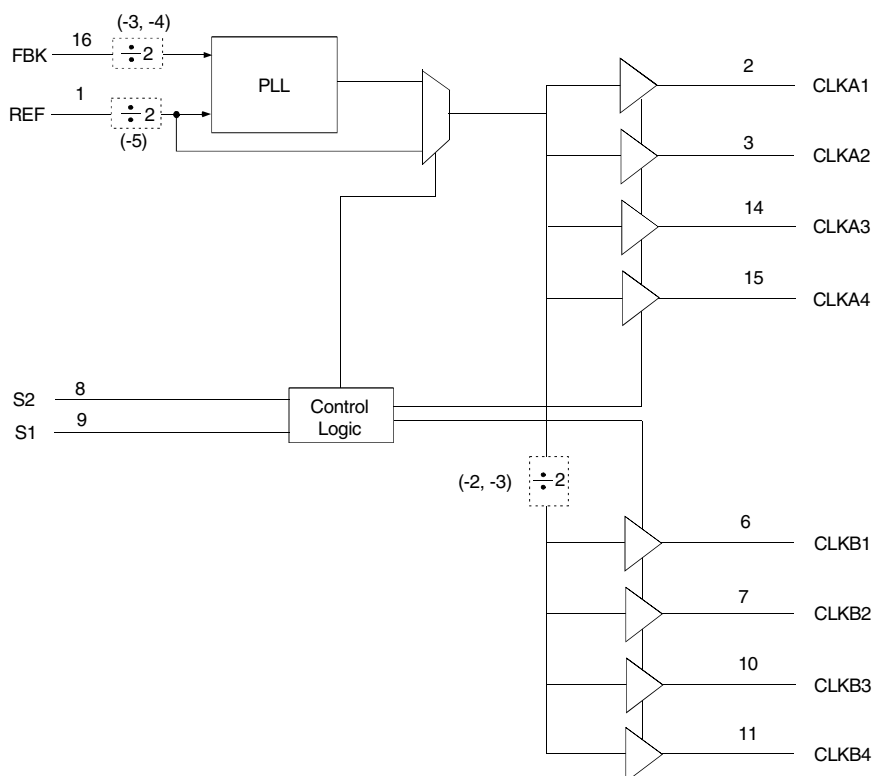 (-3, -4)
FBK 16 ÷2
PLL
REF 1 ÷2
(-5)
2 CLKA1
3 CLKA2
14 CLKA3
15 CLKA4
S2 8
S1 9
Control
Logic
(-2, -3) ÷2
6 CLKB1
7 CLKB2
10 CLKB3
11 CLKB4